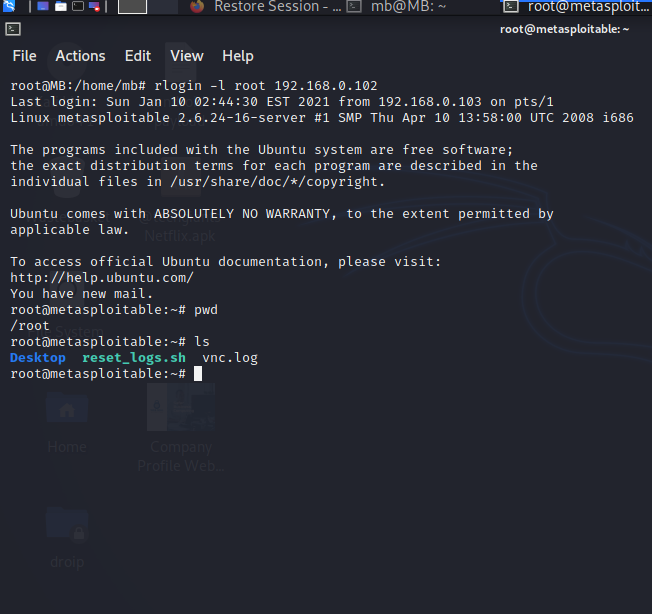 Restore Session - ...
mb@MB: ~
root@metasploit...
root@metasploitable: ~
File Actions Edit View Help
root@MB:/home/mb# rlogin -l root 192.168.0.102
Last login: Sun Jan 10 02:44:30 EST 2021 from 192.168.0.103 on pts/1
Linux metasploitable 2.6.24-16-server #1 SMP Thu Apr 10 13:58:00 UTC 2008 i686
The programs included with the Ubuntu system are free software;
the exact distribution terms for each program are described in the
individual files in /usr/share/doc/*/copyright.
Ubuntu comes with ABSOLUTELY NO WARRANTY, to the extent permitted by
applicable law.
Netflix.apk
To access official Ubuntu documentation, please visit:
http://help.ubuntu.com/
You have new mail.
root@metasploitable:~# pwd
/root
System
root@metasploitable:~# ls
Desktop reset_logs.sh vnc.log
root@metasploitable:~#
Home
Company
Profile Web...
droip